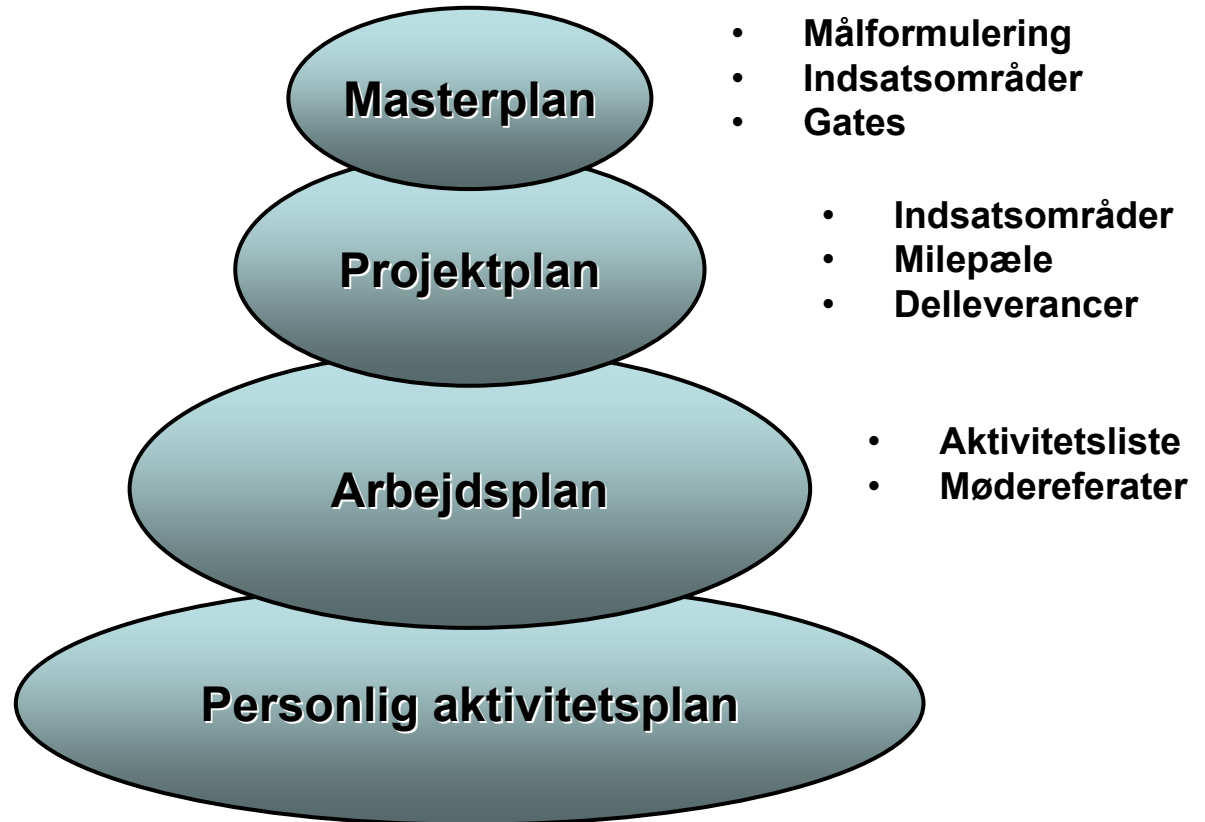 Masterplan
• Målformulering
• Indsatsområder
• Gates
Projektplan
• Indsatsområder
• Milepæle
• Delleverancer
Arbejdsplan
• Aktivitetsliste
• Mødereferater
Personlig aktivitetsplan